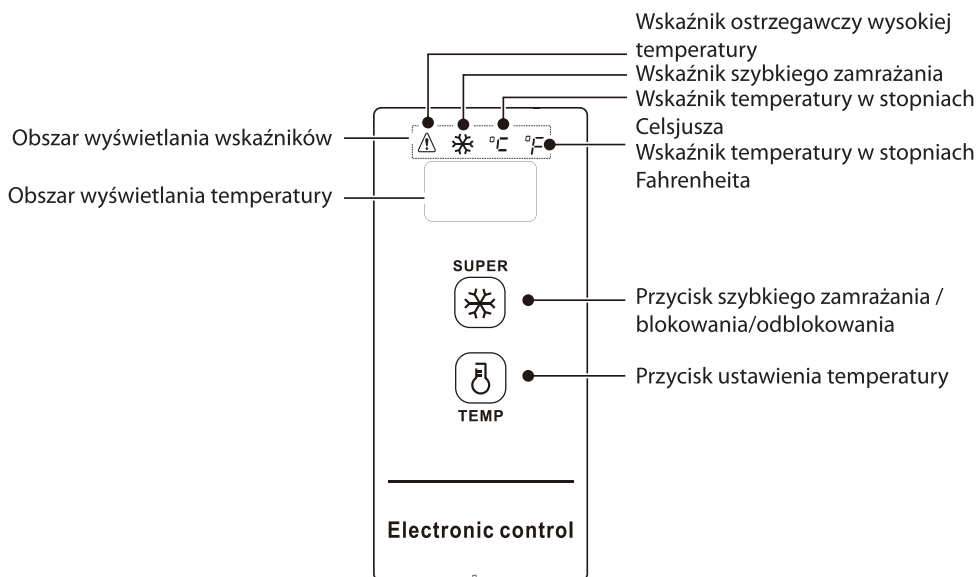 Wskaźnik ostrzegawczy wysokiej
temperatury
Wskaźnik szybkiego zamrażania
Wskaźnik temperatury w stopniach
Celsjusza
Wskaźnik temperatury w stopniach
Fahrenheita
Obszar wyświetlania wskaźników
°C °F
Obszar wyświetlania temperatury
SUPER
Przycisk szybkiego zamrażania /
blokowania/odblokowania
Przycisk ustawienia temperatury
TEMP
Electronic control